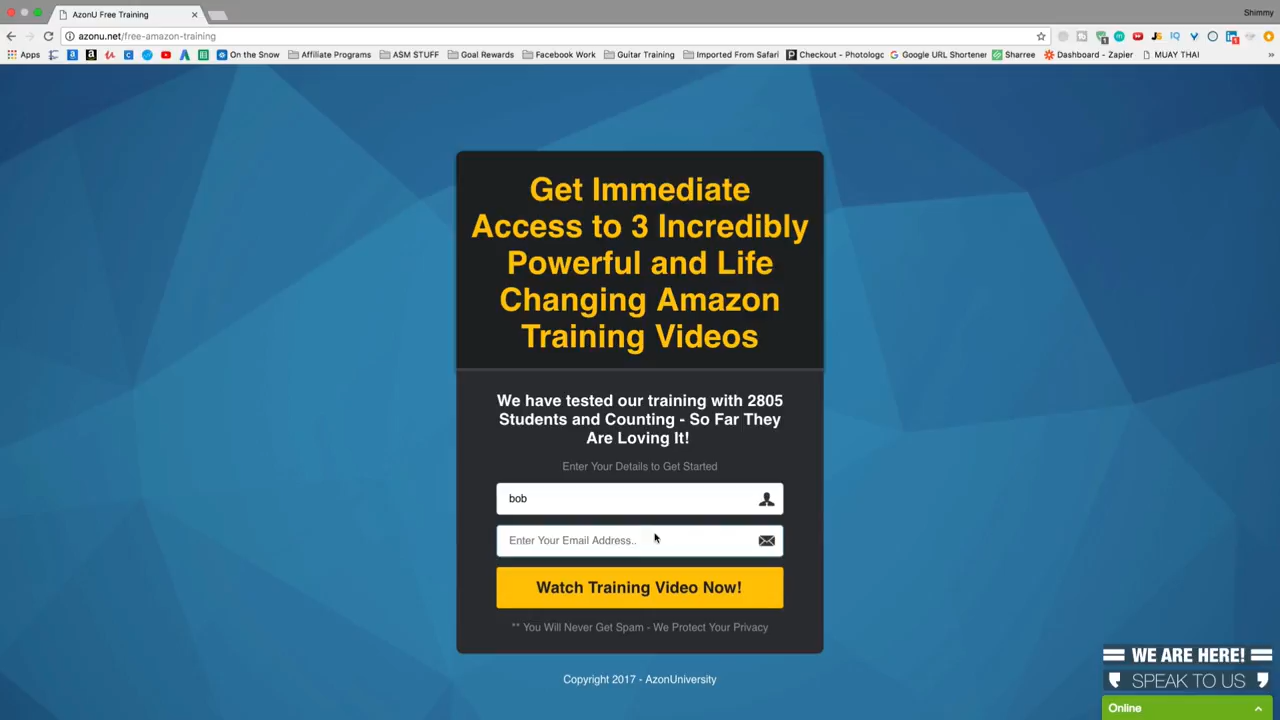 AzonU Free Training
Shimmy
azonu.net/free-amazon-training
Apps
On the Snow
Affiliate Programs
ASM STUFF
Goal Rewards
Facebook Work
Guitar Training
Imported From Safari
Checkout - Photologo
Google URL Shortener
Sharree
Dashboard - Zapier
MUAY THAI
Get Immediate
Access to 3 Incredibly
Powerful and Life
Changing Amazon
Training Videos
We have tested our training with 2805
Students and Counting - So Far They
Are Loving It!
Enter Your Details to Get Started
bob
Enter Your Email Address..
Watch Training Video Now!
** You Will Never Get Spam - We Protect Your Privacy
Copyright 2017 - AzonUniversity
WE ARE HERE!
SPEAK TO US
Online